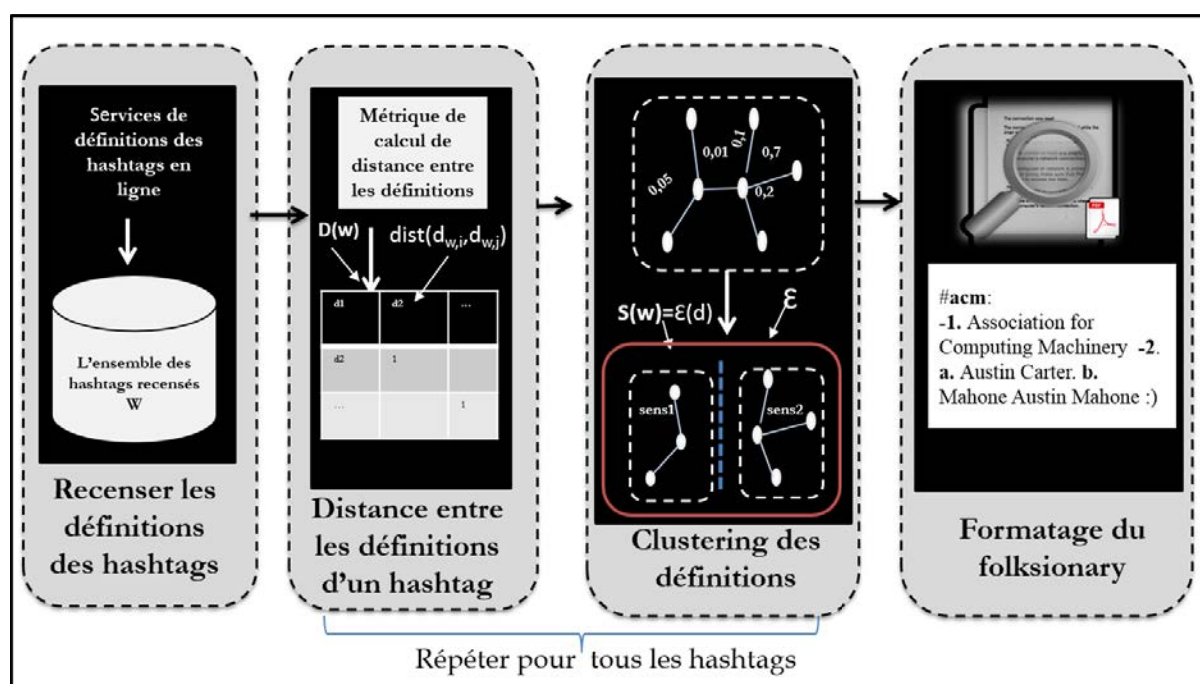 Services de
définitions des
hashtags en
ligne
L'ensemble des
hashtags recensés
W
Recenser les
définitions
des hashtags
Métrique de
calcul de
distance entre
les définitions
D(w)
dist(d_w,i,d_w,j)
d1 d2 ...
d2 1
... 1
Distance entre
les définitions
d'un hashtag
0,01
0,1
0,7
0,05
0,2
S(w)=Ɛ(d)
Ɛ
sens1
sens2
Clustering des
définitions
PDF
#acm:
-1. Association for
Computing Machinery -2.
a. Austin Carter. b.
Mahone Austin Mahone :)
Formatage du
folksionary
Répéter pour tous les hashtags